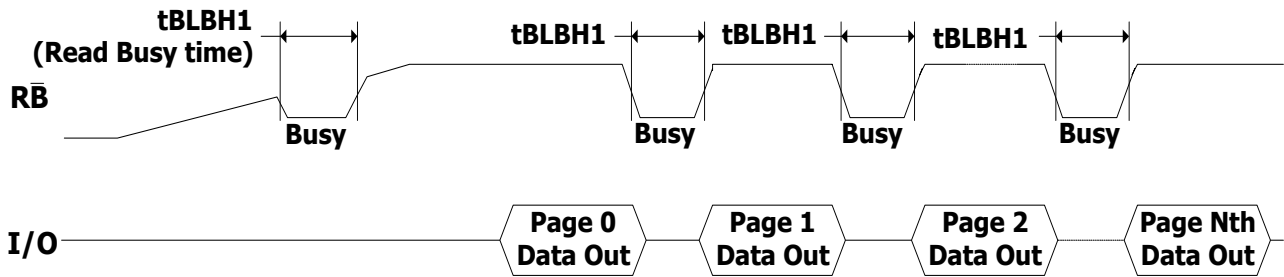 tBLBH1
(Read Busy time)
tBLBH1
tBLBH1
tBLBH1
RB̅
Busy
Busy
Busy
Busy
I/O
Page 0
Data Out
Page 1
Data Out
Page 2
Data Out
Page Nth
Data Out